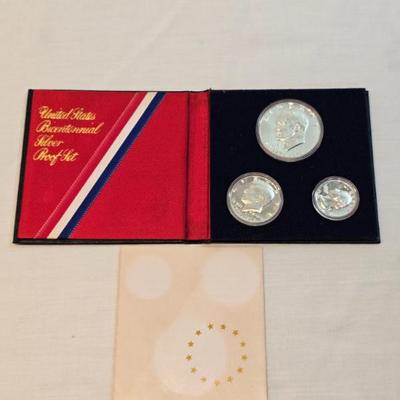 United States
Bicentennial
Silver
Proof Set